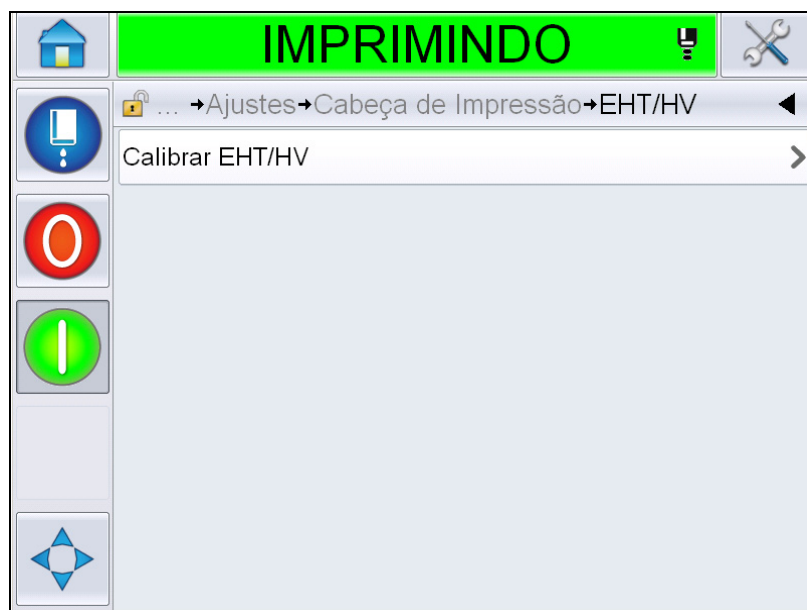 IMPRIMINDO
... →Ajustes→Cabeça de Impressão→EHT/HV
Calibrar EHT/HV